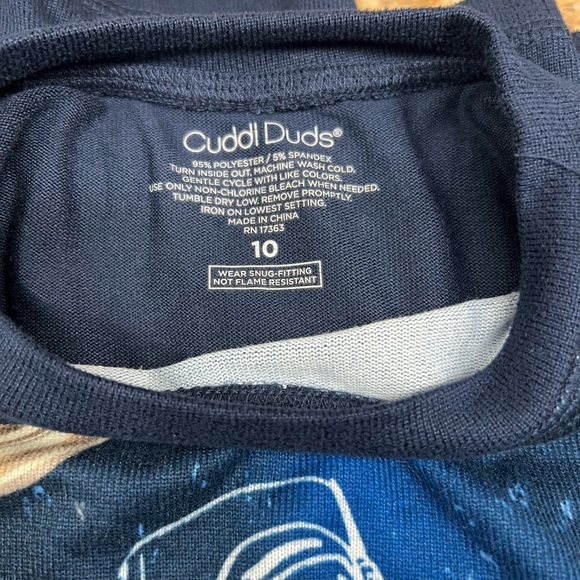 Cuddl Duds®
95% POLYESTER / 5% SPANDEX
TURN INSIDE OUT. MACHINE WASH COLD.
GENTLE CYCLE WITH LIKE COLORS.
USE ONLY NON-CHLORINE BLEACH WHEN NEEDED.
TUMBLE DRY LOW. REMOVE PROMPTLY.
IRON ON LOWEST SETTING.
MADE IN CHINA
RN 17363
10
WEAR SNUG-FITTING
NOT FLAME RESISTANT